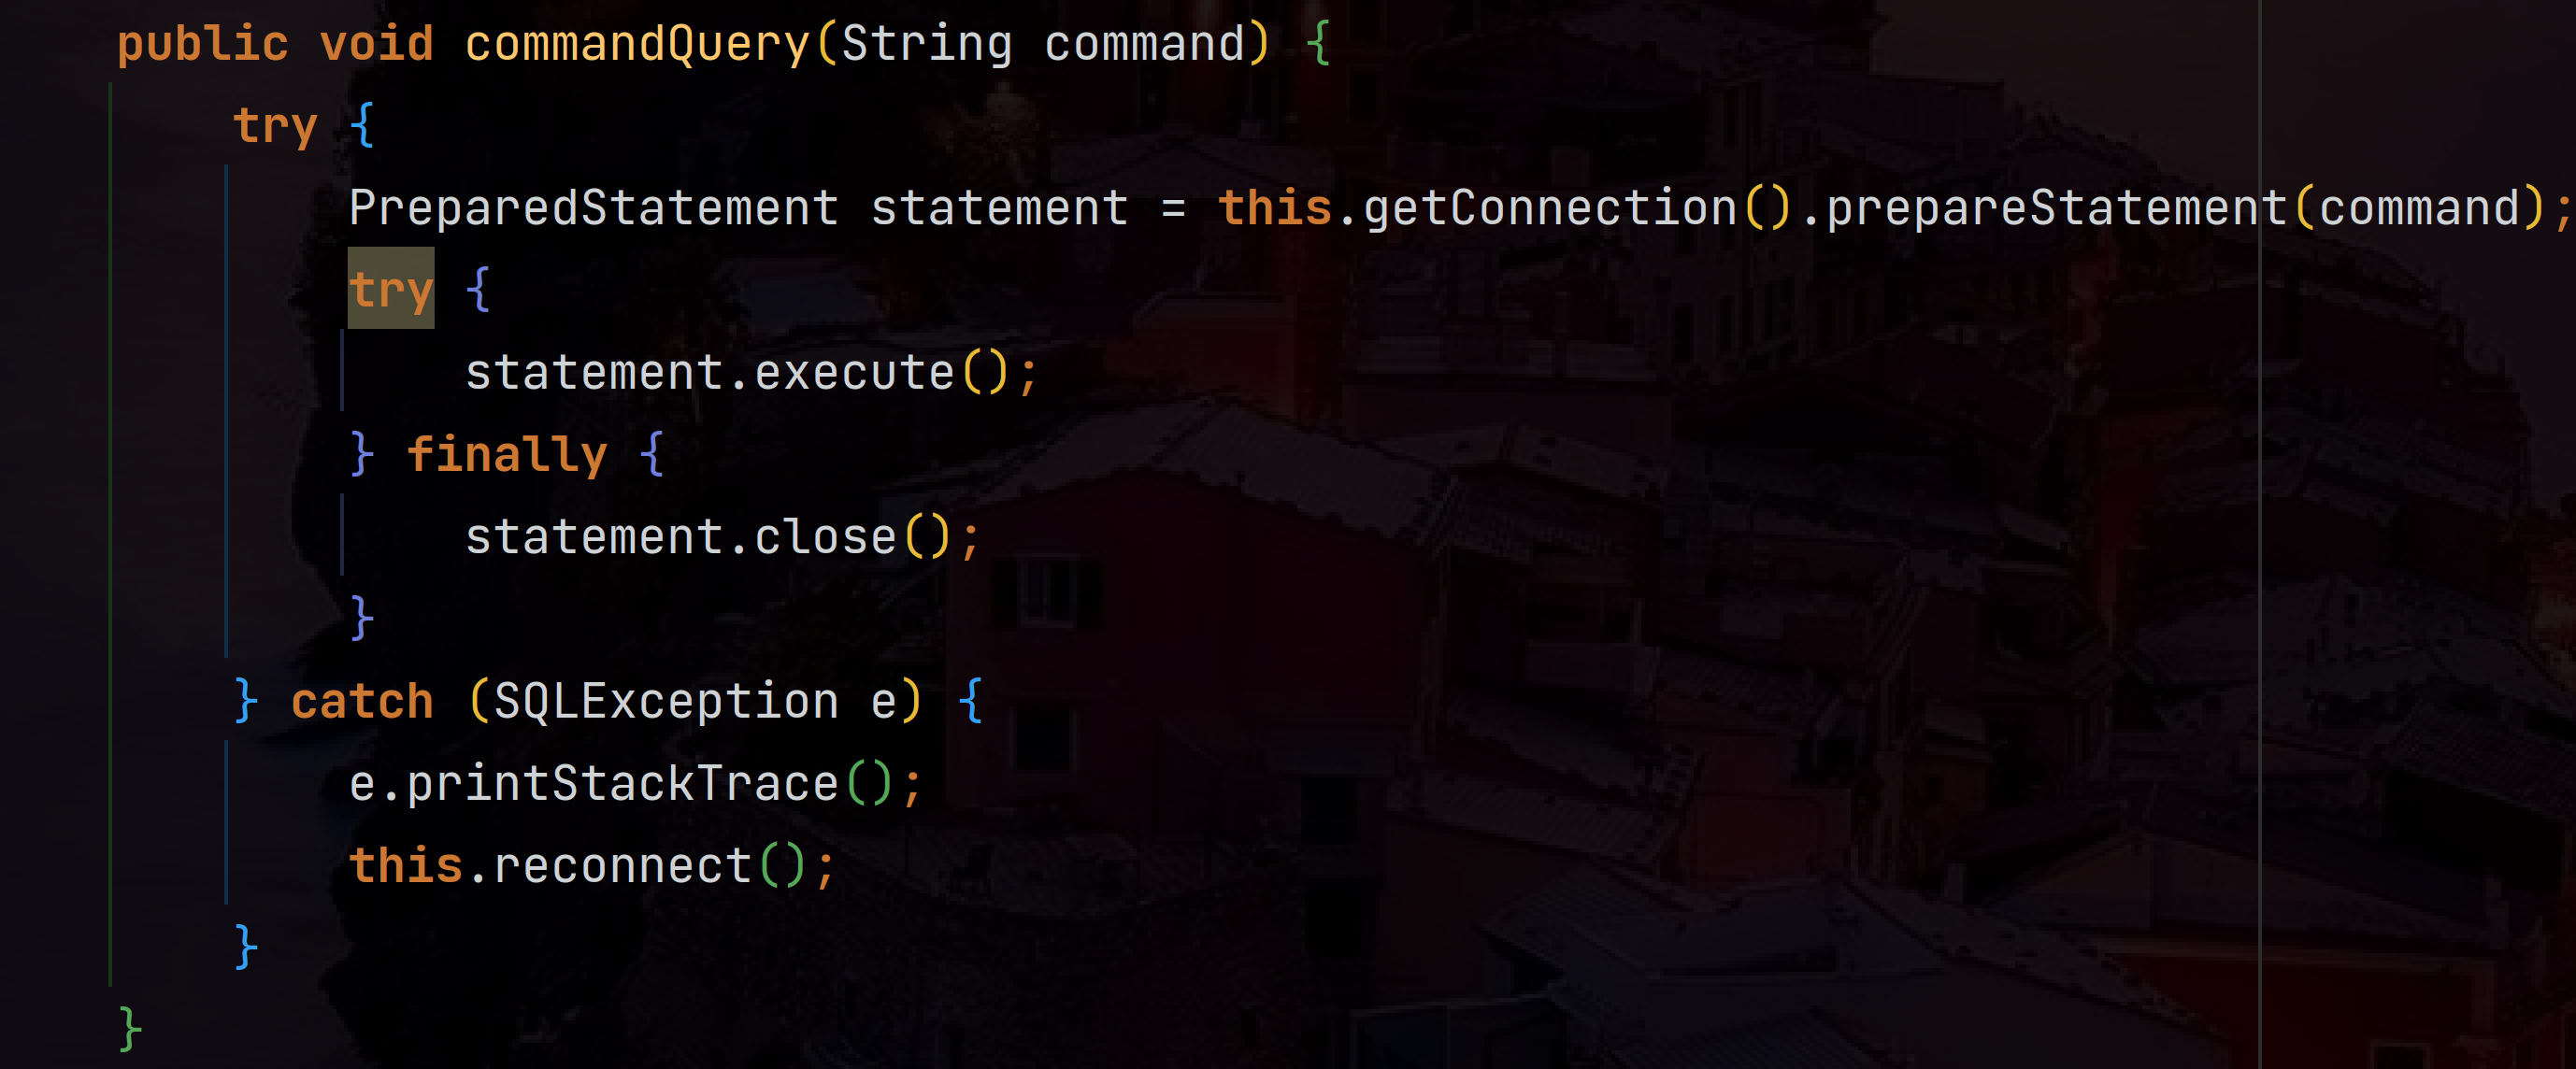 public void commandQuery(String command) {
    try {
        PreparedStatement statement = this.getConnection().prepareStatement(command);
        try {
            statement.execute();
        } finally {
            statement.close();
        }
    } catch (SQLException e) {
        e.printStackTrace();
        this.reconnect();
    }
}